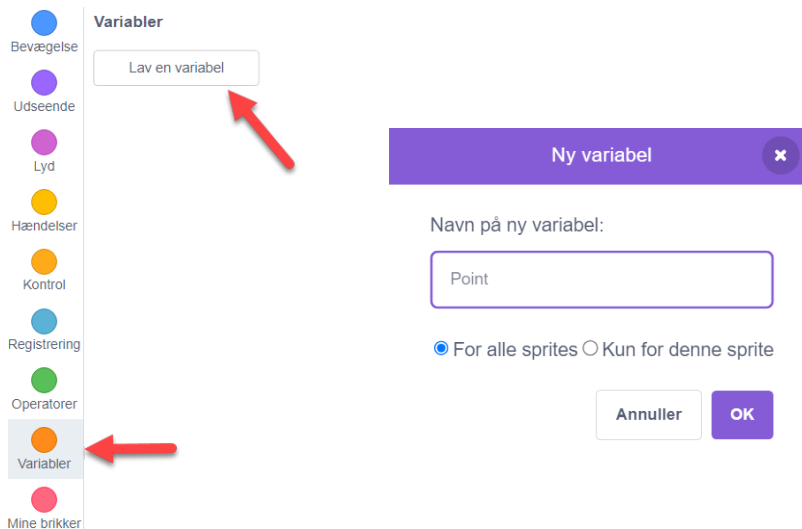 Bevægelse
Udseende
Lyd
Hændelser
Kontrol
Registrering
Operatorer
Variabler
Mine brikker
Variabler
Lav en variabel
Ny variabel
Navn på ny variabel:
Point
For alle sprites Kun for denne sprite
Annuller OK